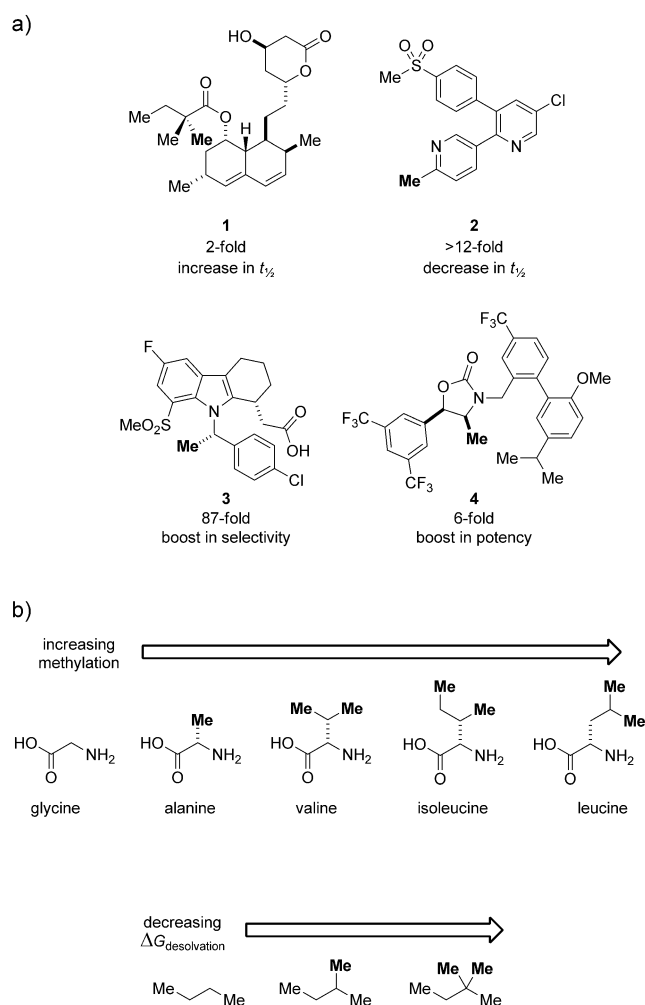 a)
HO
O
O
O
O
Me
Me
Me
H
Me
Me
1
2-fold
increase in t½
O
O
S
Me
Cl
N
N
Me
2
>12-fold
decrease in t½
F
MeO2S
N
O
OH
Me
Cl
3
87-fold
boost in selectivity
F3C
O
O
N
OMe
F3C
Me
CF3
Me
Me
4
6-fold
boost in potency
b)
increasing
methylation
HO
O
NH2
glycine
Me
HO
O
NH2
alanine
Me
Me
HO
O
NH2
valine
Me
Me
HO
O
NH2
isoleucine
Me
Me
HO
O
NH2
leucine
decreasing
ΔGdesolvation
Me
Me
Me
Me
Me
Me
Me
Me
Me